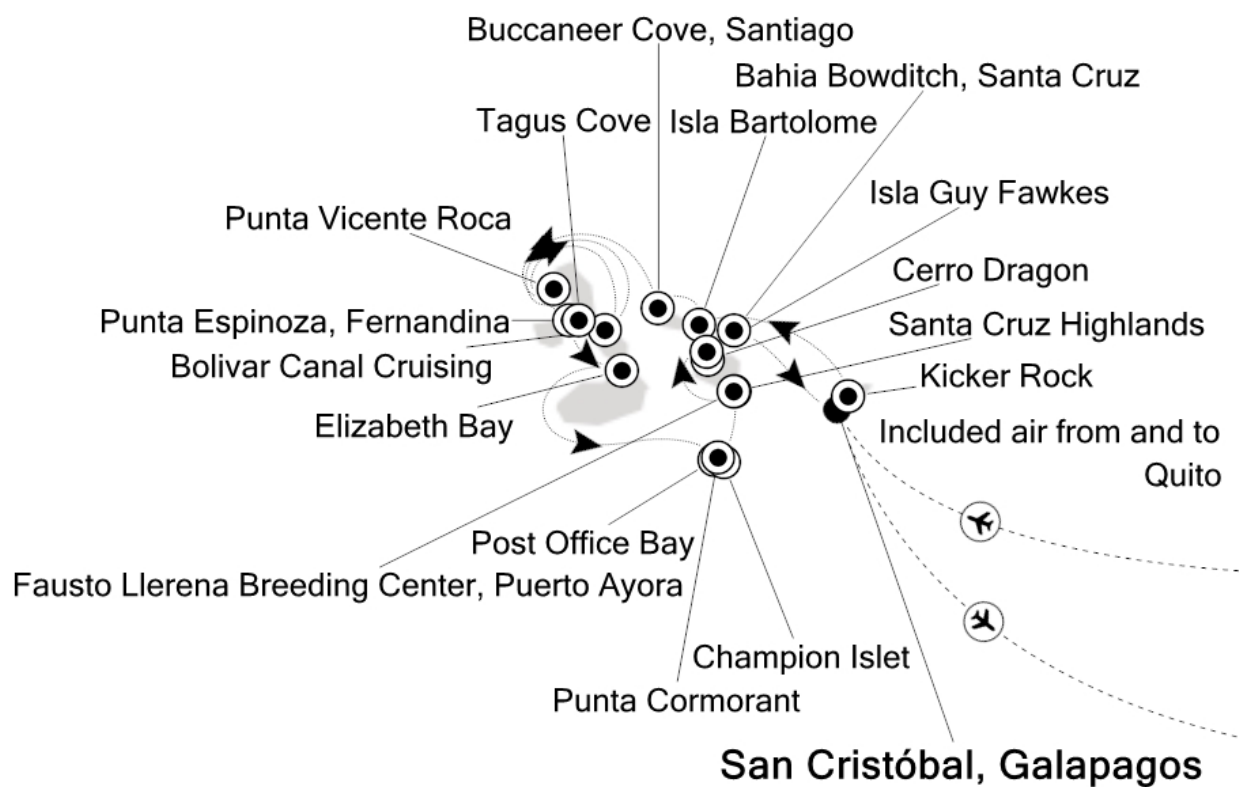 Buccaneer Cove, Santiago
Bahia Bowditch, Santa Cruz
Tagus Cove
Isla Bartolome
Isla Guy Fawkes
Punta Vicente Roca
Cerro Dragon
Punta Espinoza, Fernandina
Santa Cruz Highlands
Bolivar Canal Cruising
Kicker Rock
Elizabeth Bay
Included air from and to
Quito
Post Office Bay
Fausto Llerena Breeding Center, Puerto Ayora
Champion Islet
Punta Cormorant
San Cristóbal, Galapagos